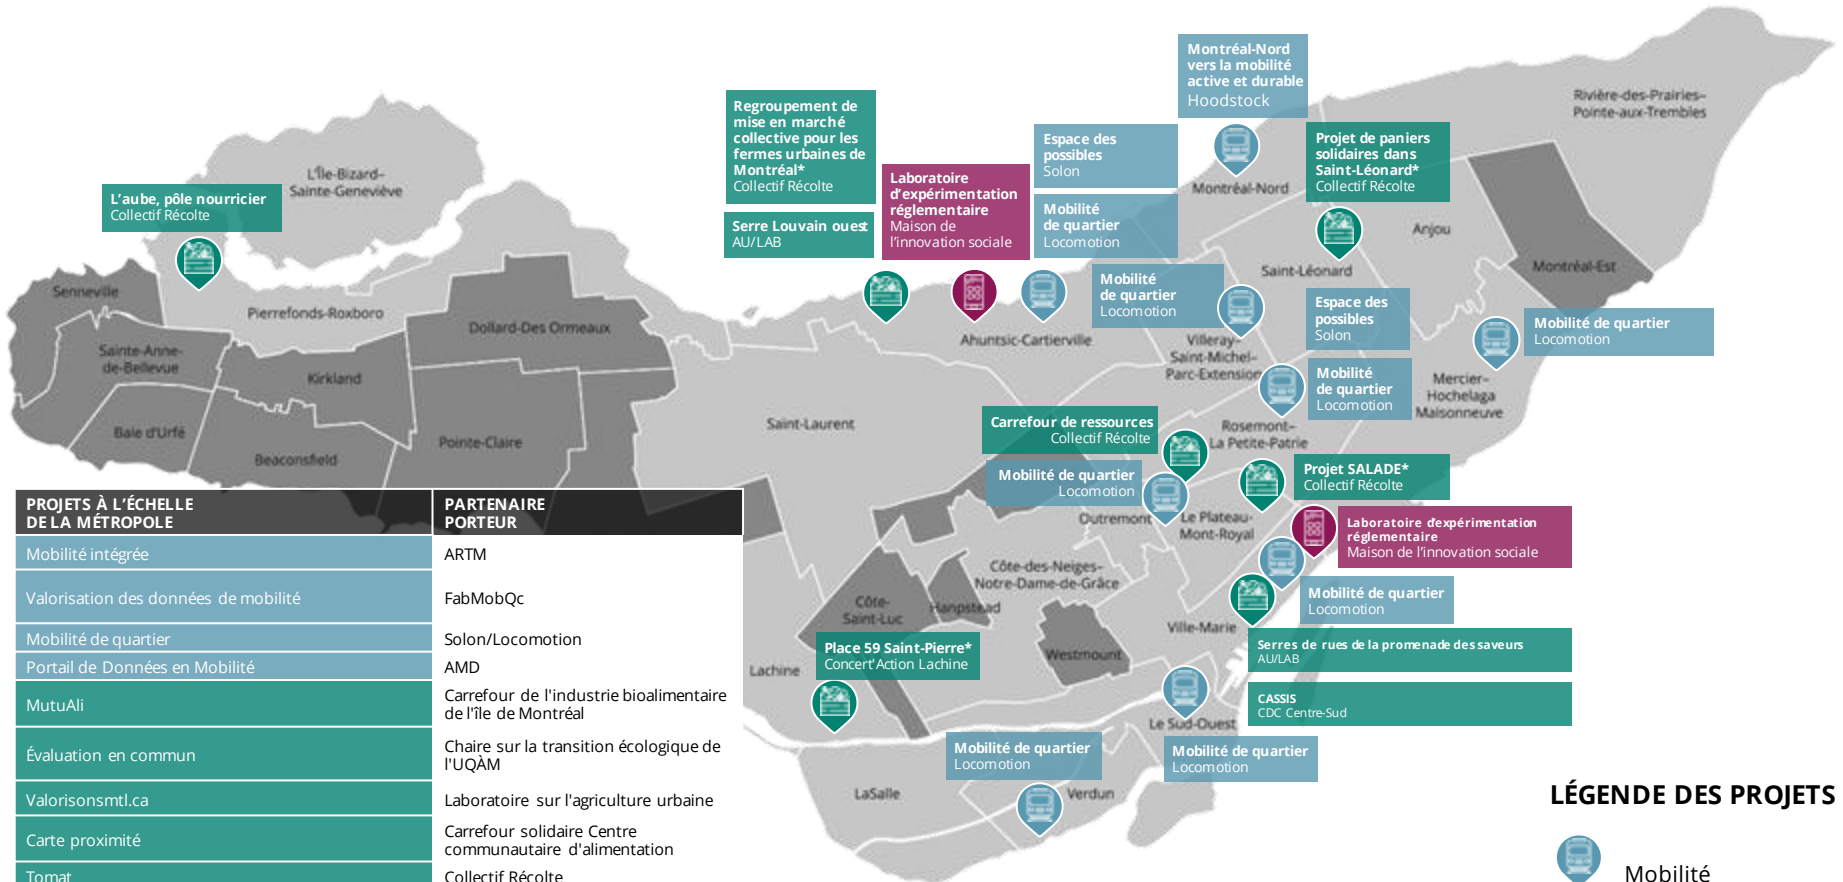 Montréal-Nord
vers la mobilité
active et durable
Hoodstock
Rivière-des-Prairies–
Pointe-aux-Trembles
Regroupement de
mise en marché
collective pour les
fermes urbaines de
Montréal*
Collectif Récolte
Serre Louvain ouest
AU/LAB
Laboratoire
d'expérimentation
réglementaire
Maison de
l'innovation sociale
Espace des
possibles
Solon
Mobilité
de quartier
Locomotion
Projet de paniers
solidaires dans
Saint-Léonard*
Collectif Récolte
L'Île-Bizard–
Sainte-Geneviève
L'aube, pôle nourricier
Collectif Récolte
Montréal-Nord
Anjou
Saint-Léonard
Montréal-Est
Senneville
Pierrefonds-Roxboro
Dollard-Des Ormeaux
Mobilité
de quartier
Locomotion
Espace des
possibles
Solon
Mobilité de quartier
Locomotion
Ahuntsic-Cartierville
Villeray–
Saint-Michel–
Parc-Extension
Sainte-Anne-
de-Bellevue
Kirkland
Mobilité
de quartier
Locomotion
Mercier–
Hochelaga
Maisonneuve
Baie d'Urfé
Beaconsfield
Pointe-Claire
Saint-Laurent
Carrefour de ressources
Collectif Récolte
Rosemont–
La Petite-Patrie
Mobilité de quartier
Locomotion
Projet SALADE*
Collectif Récolte
Outremont
Le Plateau-
Mont-Royal
Laboratoire d'expérimentation
réglementaire
Maison de l'innovation sociale
Côte-des-Neiges–
Notre-Dame-de-Grâce
Côte-
Saint-Luc
Hampstead
Mobilité de quartier
Locomotion
Ville-Marie
Westmount
Serres de rues de la promenade des saveurs
AU/LAB
Place 59 Saint-Pierre*
Concert'Action Lachine
Lachine
CASSIS
CDC Centre-Sud
Le Sud-Ouest
Mobilité de quartier
Locomotion
Mobilité de quartier
Locomotion
LaSalle
Verdun
PROJETS À L'ÉCHELLE
DE LA MÉTROPOLE
PARTENAIRE
PORTEUR
Mobilité intégrée
ARTM
Valorisation des données de mobilité
FabMobQc
Mobilité de quartier
Solon/Locomotion
Portail de Données en Mobilité
AMD
MutuAli
Carrefour de l'industrie bioalimentaire
de l'île de Montréal
Évaluation en commun
Chaire sur la transition écologique de
l'UQÀM
Valorisonsmtl.ca
Laboratoire sur l'agriculture urbaine
Carte proximité
Carrefour solidaire Centre
communautaire d'alimentation
Tomat
Collectif Récolte
LÉGENDE DES PROJETS
Mobilité